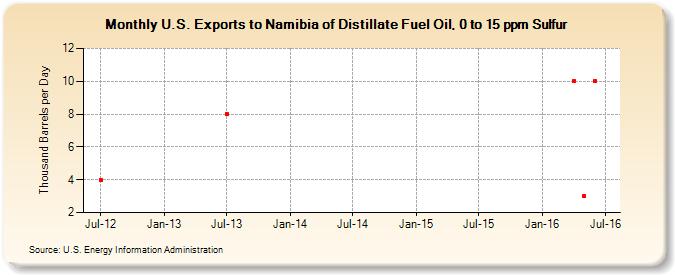 Monthly U.S. Exports to Namibia of Distillate Fuel Oil, 0 to 15 ppm Sulfur
Thousand Barrels per Day
12
10
8
6
4
2
Jul-12 Jan-13 Jul-13 Jan-14 Jul-14 Jan-15 Jul-15 Jan-16 Jul-16
Source: U.S. Energy Information Administration